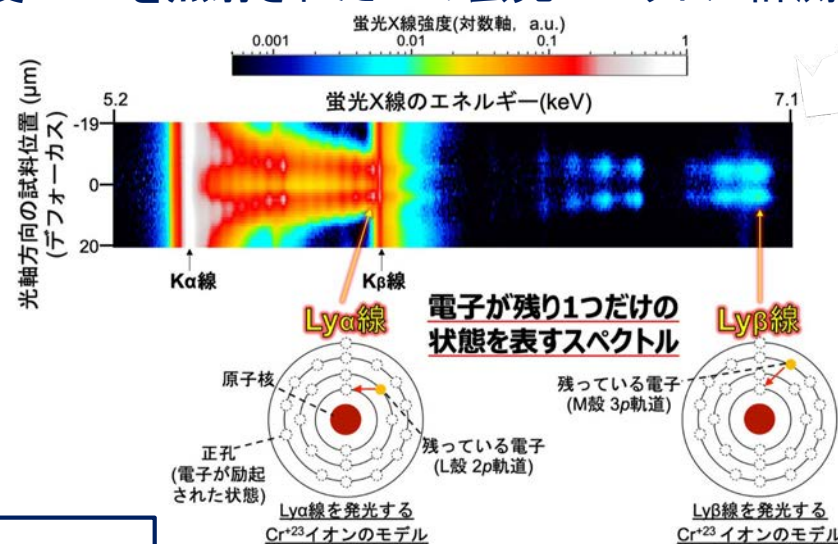 蛍光X線強度(対数軸, a.u.)
0.001 0.01 0.1 1
蛍光X線のエネルギー(keV)
5.2 7.1
光軸方向の試料位置 (μm)
(デフォーカス)
-19
0
20
Kα線 Kβ線
Lyα線
電子が残り1つだけの
状態を表すスペクトル
Lyβ線
原子核
正孔
(電子が励起
された状態)
残っている電子
(L殻 2p軌道)
残っている電子
(M殻 3p軌道)
Lyα線を発光する
Cr+23イオンのモデル
Lyβ線を発光する
Cr+23イオンのモデル